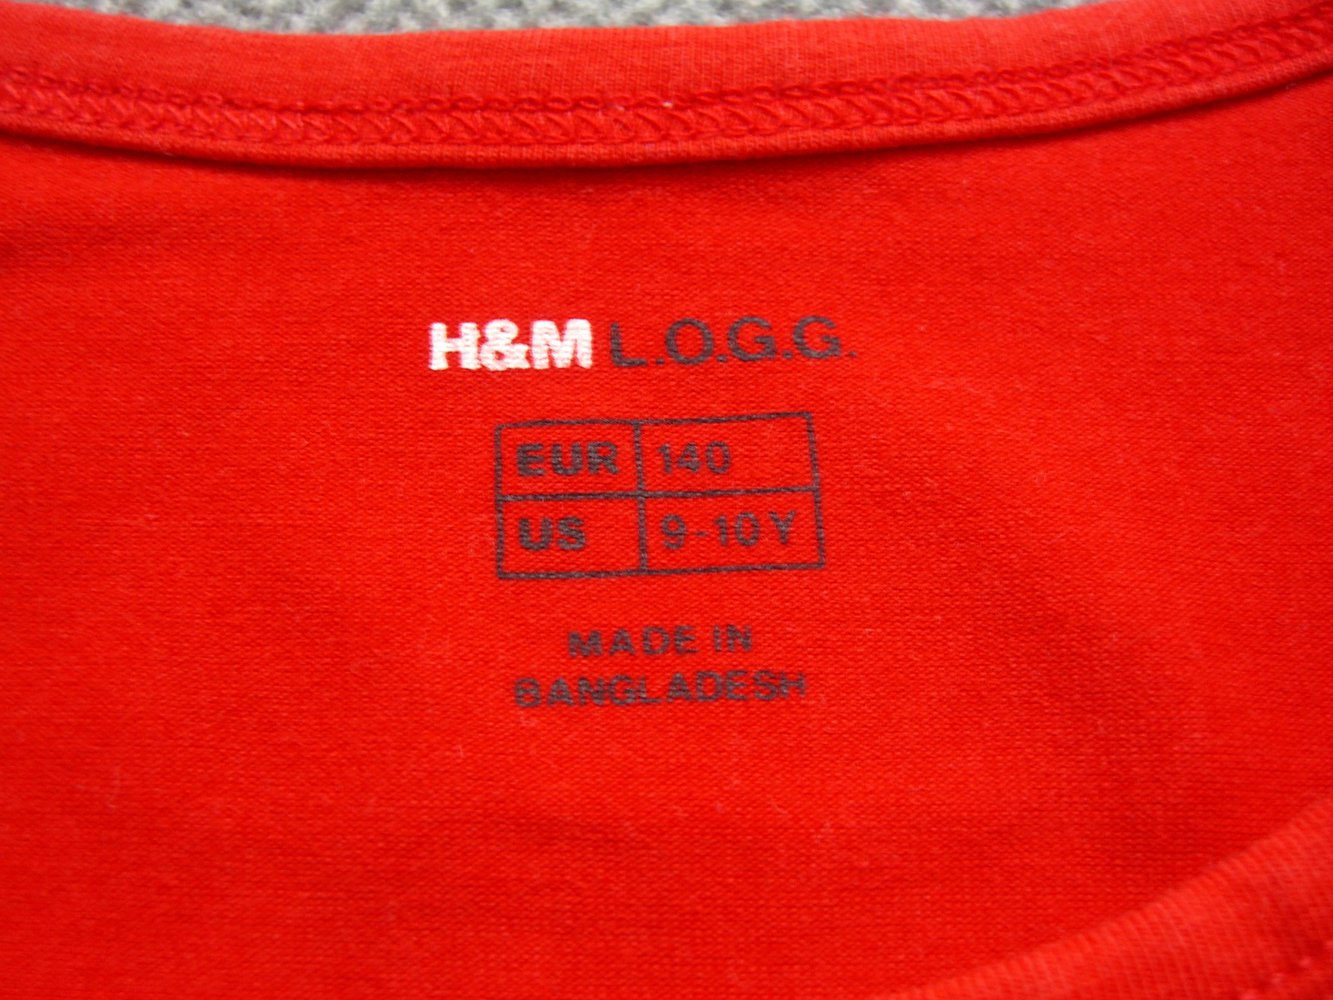 H&M L.O.G.G.
EUR 140
US 9-10Y
MADE IN
BANGLADESH